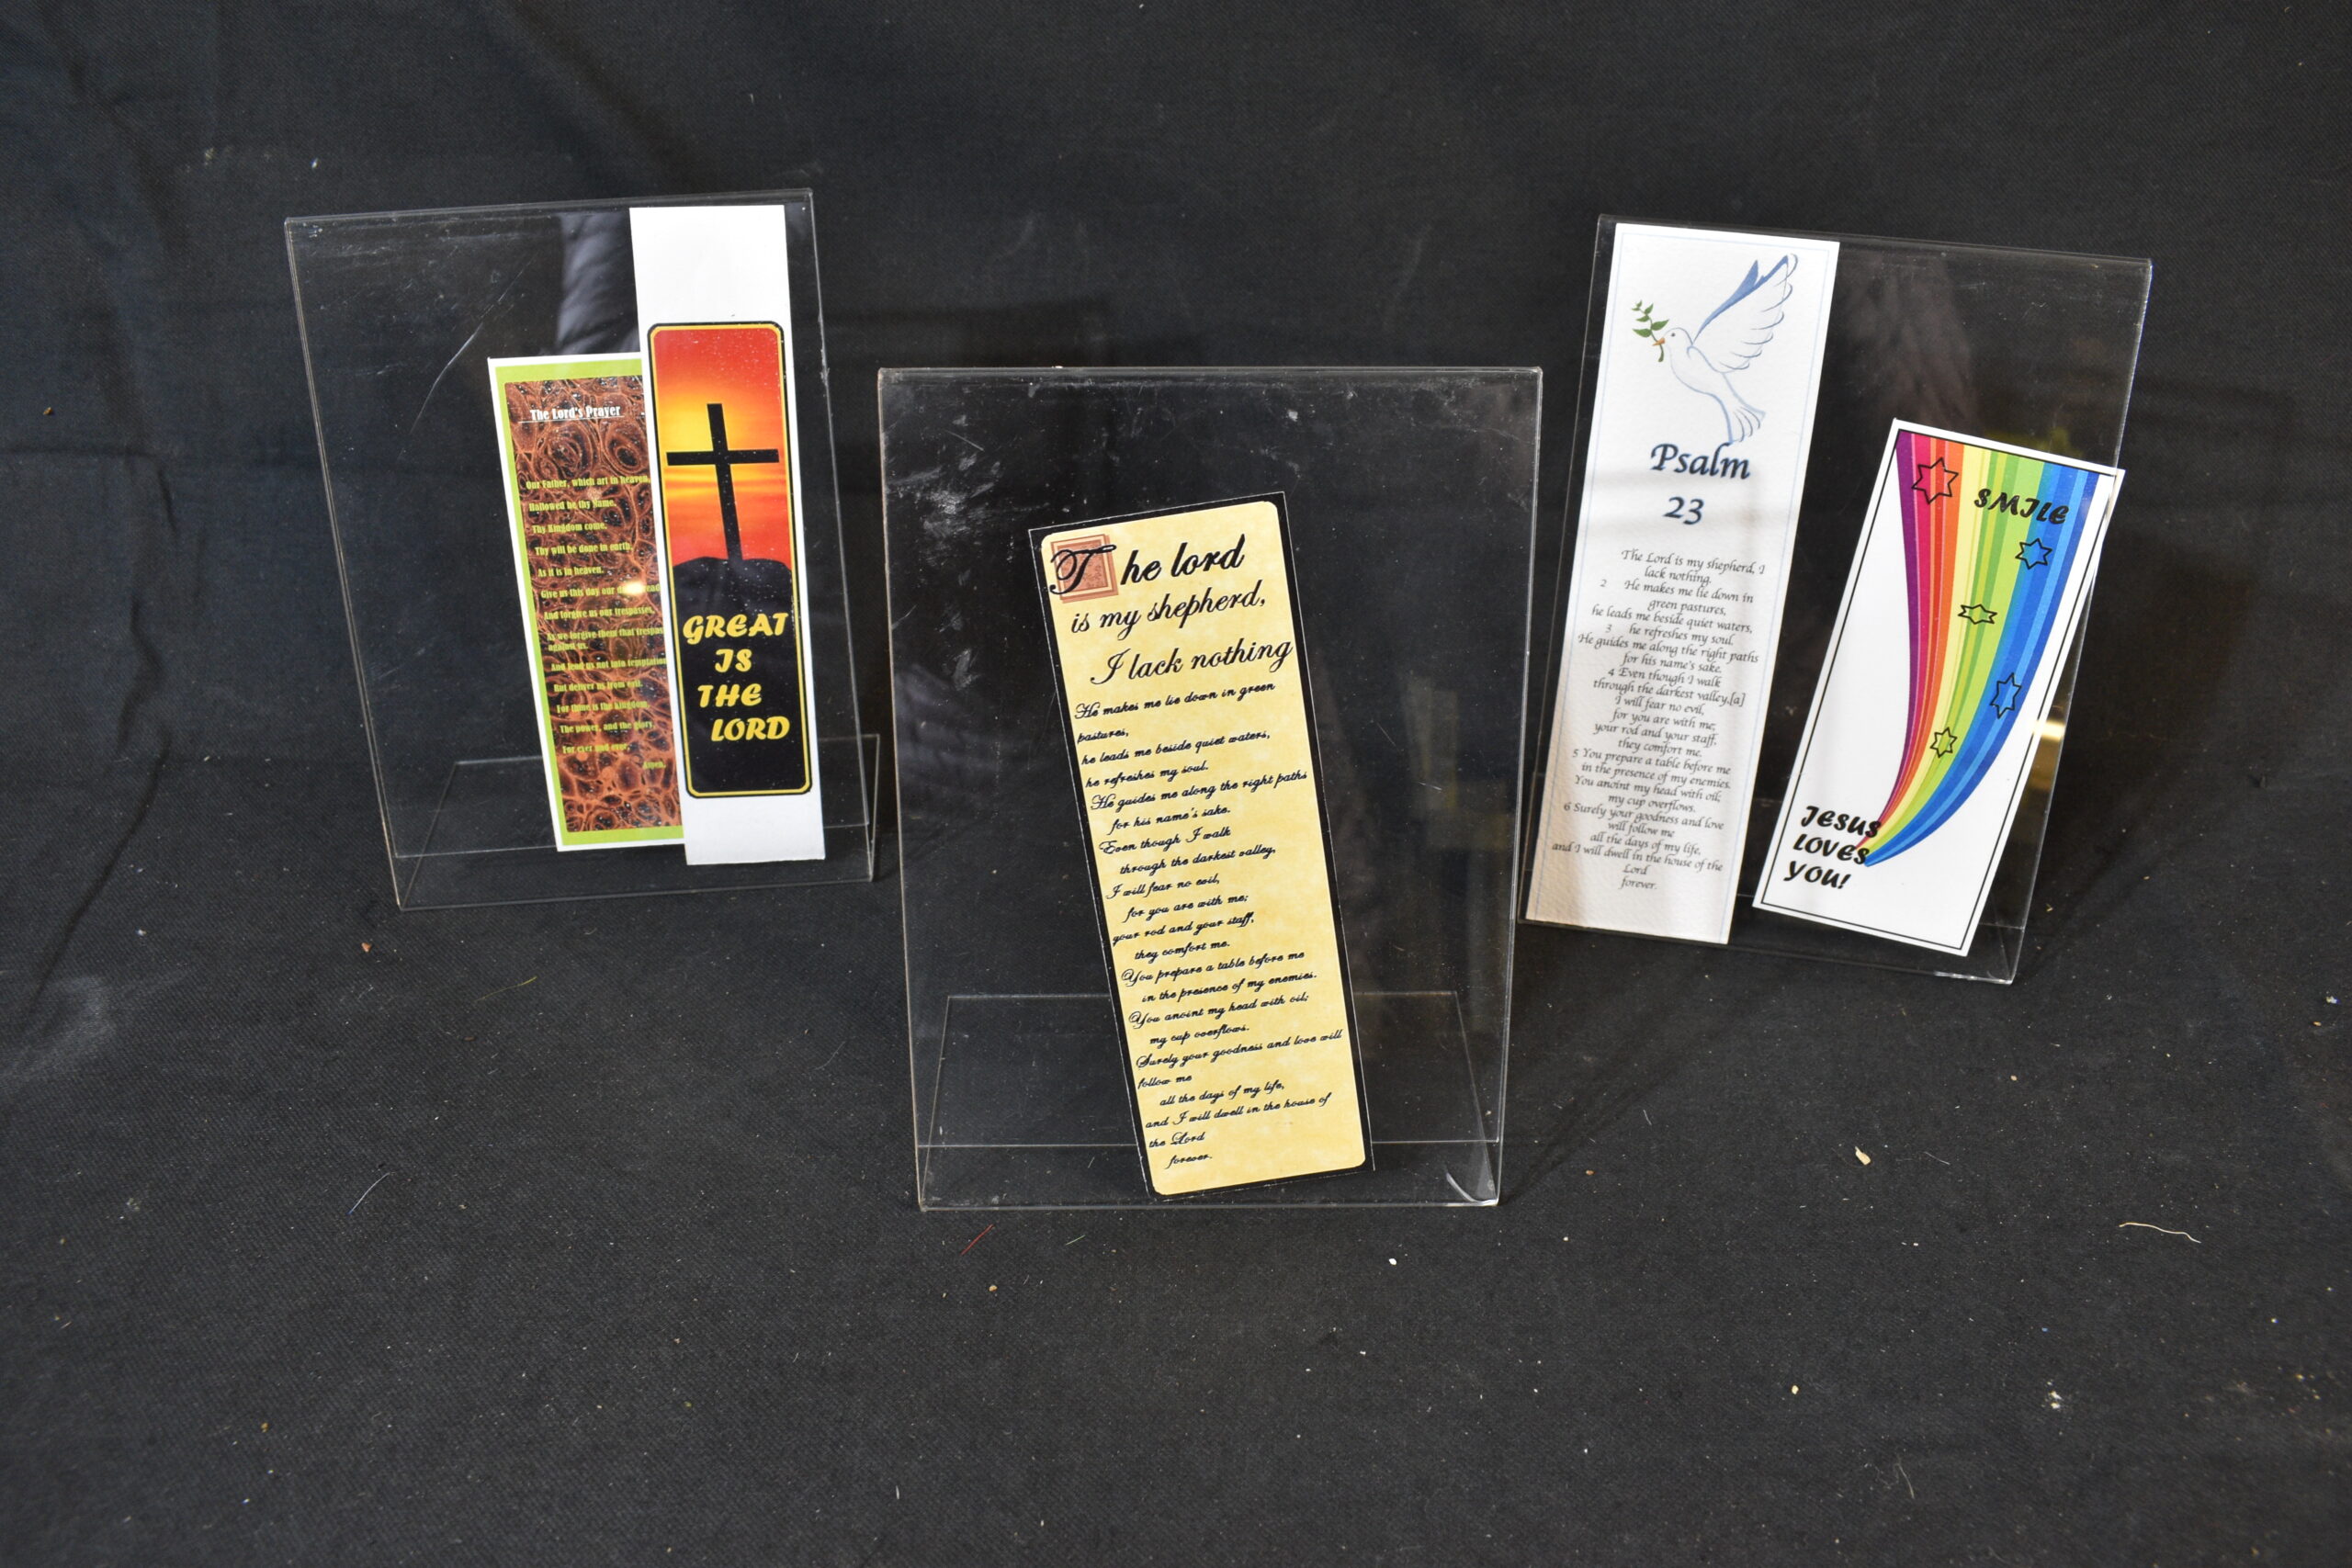 The Lord's Prayer
Our Father, which art in heaven,
Hallowed be thy Name.
Thy Kingdom come.
Thy will be done in earth,
As it is in heaven.
Give us this day our
And forgive us our trespasses,
As we forgive them that trespas
against us.
And lead us not into temptation
But deliver us from evil.
For thine is the kingdom,
The power, and the glory,
For ever and ever.
Amen.
GREAT
IS
THE
LORD
The lord
is my shepherd,
I lack nothing
He makes me lie down in green
pastures,
he leads me beside quiet waters,
he refreshes my soul.
He guides me along the right paths
for his name's sake.
Even though I walk
through the darkest valley,
I will fear no evil,
for you are with me;
your rod and your staff,
they comfort me.
You prepare a table before me
in the presence of my enemies.
You anoint my head with oil;
my cup overflows.
Surely your goodness and love will
follow me
all the days of my life,
and I will dwell in the house of
the Lord
forever.
Psalm
23
The Lord is my shepherd, I
lack nothing.
2 He makes me lie down in
green pastures,
he leads me beside quiet waters,
3 he refreshes my soul.
He guides me along the right paths
for his name's sake.
4 Even though I walk
through the darkest valley,[a]
I will fear no evil,
for you are with me;
your rod and your staff,
they comfort me.
5 You prepare a table before me
in the presence of my enemies.
You anoint my head with oil;
my cup overflows.
6 Surely your goodness and love
will follow me
all the days of my life,
and I will dwell in the house of the
Lord
forever.
SMILE
JESUS
LOVES
YOU!